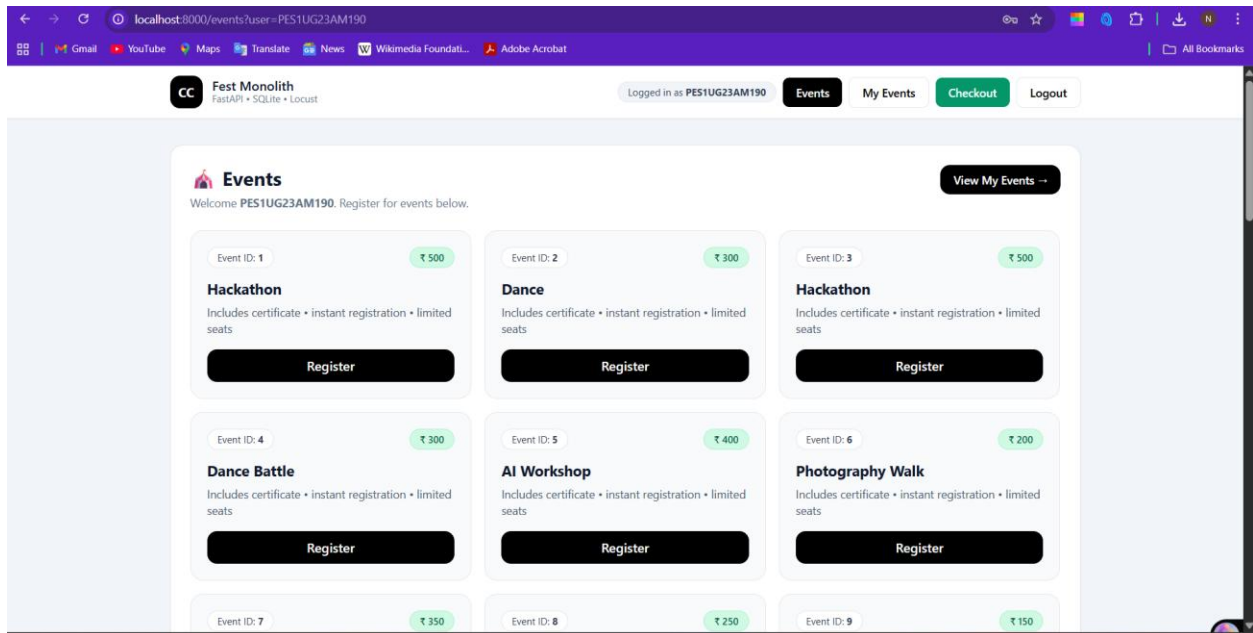 localhost:8000/events?user=PES1UG23AM190
Gmail YouTube Maps Translate News Wikimedia Foundati... Adobe Acrobat All Bookmarks
N
CC
Fest Monolith
FastAPI • SQLite • Locust
Logged in as PES1UG23AM190 Events My Events Checkout Logout
Events
View My Events →
Welcome PES1UG23AM190. Register for events below.
Event ID: 1 ₹ 500
Hackathon
Includes certificate • instant registration • limited
seats
Register
Event ID: 2 ₹ 300
Dance
Includes certificate • instant registration • limited
seats
Register
Event ID: 3 ₹ 500
Hackathon
Includes certificate • instant registration • limited
seats
Register
Event ID: 4 ₹ 300
Dance Battle
Includes certificate • instant registration • limited
seats
Register
Event ID: 5 ₹ 400
AI Workshop
Includes certificate • instant registration • limited
seats
Register
Event ID: 6 ₹ 200
Photography Walk
Includes certificate • instant registration • limited
seats
Register
Event ID: 7 ₹ 350
Event ID: 8 ₹ 250
Event ID: 9 ₹ 150